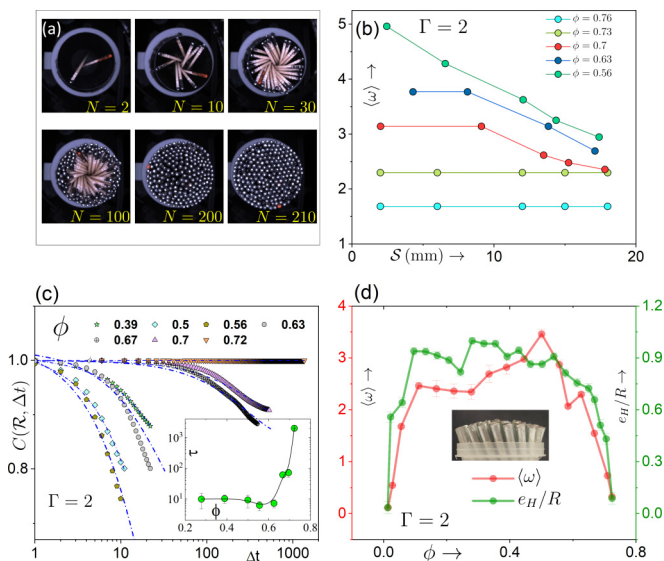 (a)
N = 2
N = 10
N = 30
N = 100
N = 200
N = 210
(b)
Γ = 2
ϕ = 0.76
ϕ = 0.73
ϕ = 0.7
ϕ = 0.63
ϕ = 0.56
⟨ω⟩ →
5
4
3
2
1
0 10 20
S (mm) →
(c)
ϕ
0.39 0.5 0.56 0.63
0.67 0.7 0.72
C(R, Δt)
1.0
0.8
Γ = 2
1 10 100 1000
Δt
τ
10³
10²
10¹
10⁰
0.2 0.4 0.6 0.8
ϕ
(d)
⟨ω⟩ →
4
3
2
1
0
e_H/R →
1.2
0.9
0.6
0.3
0.0
⟨ω⟩
e_H/R
Γ = 2
0.0 0.4 0.8
ϕ →